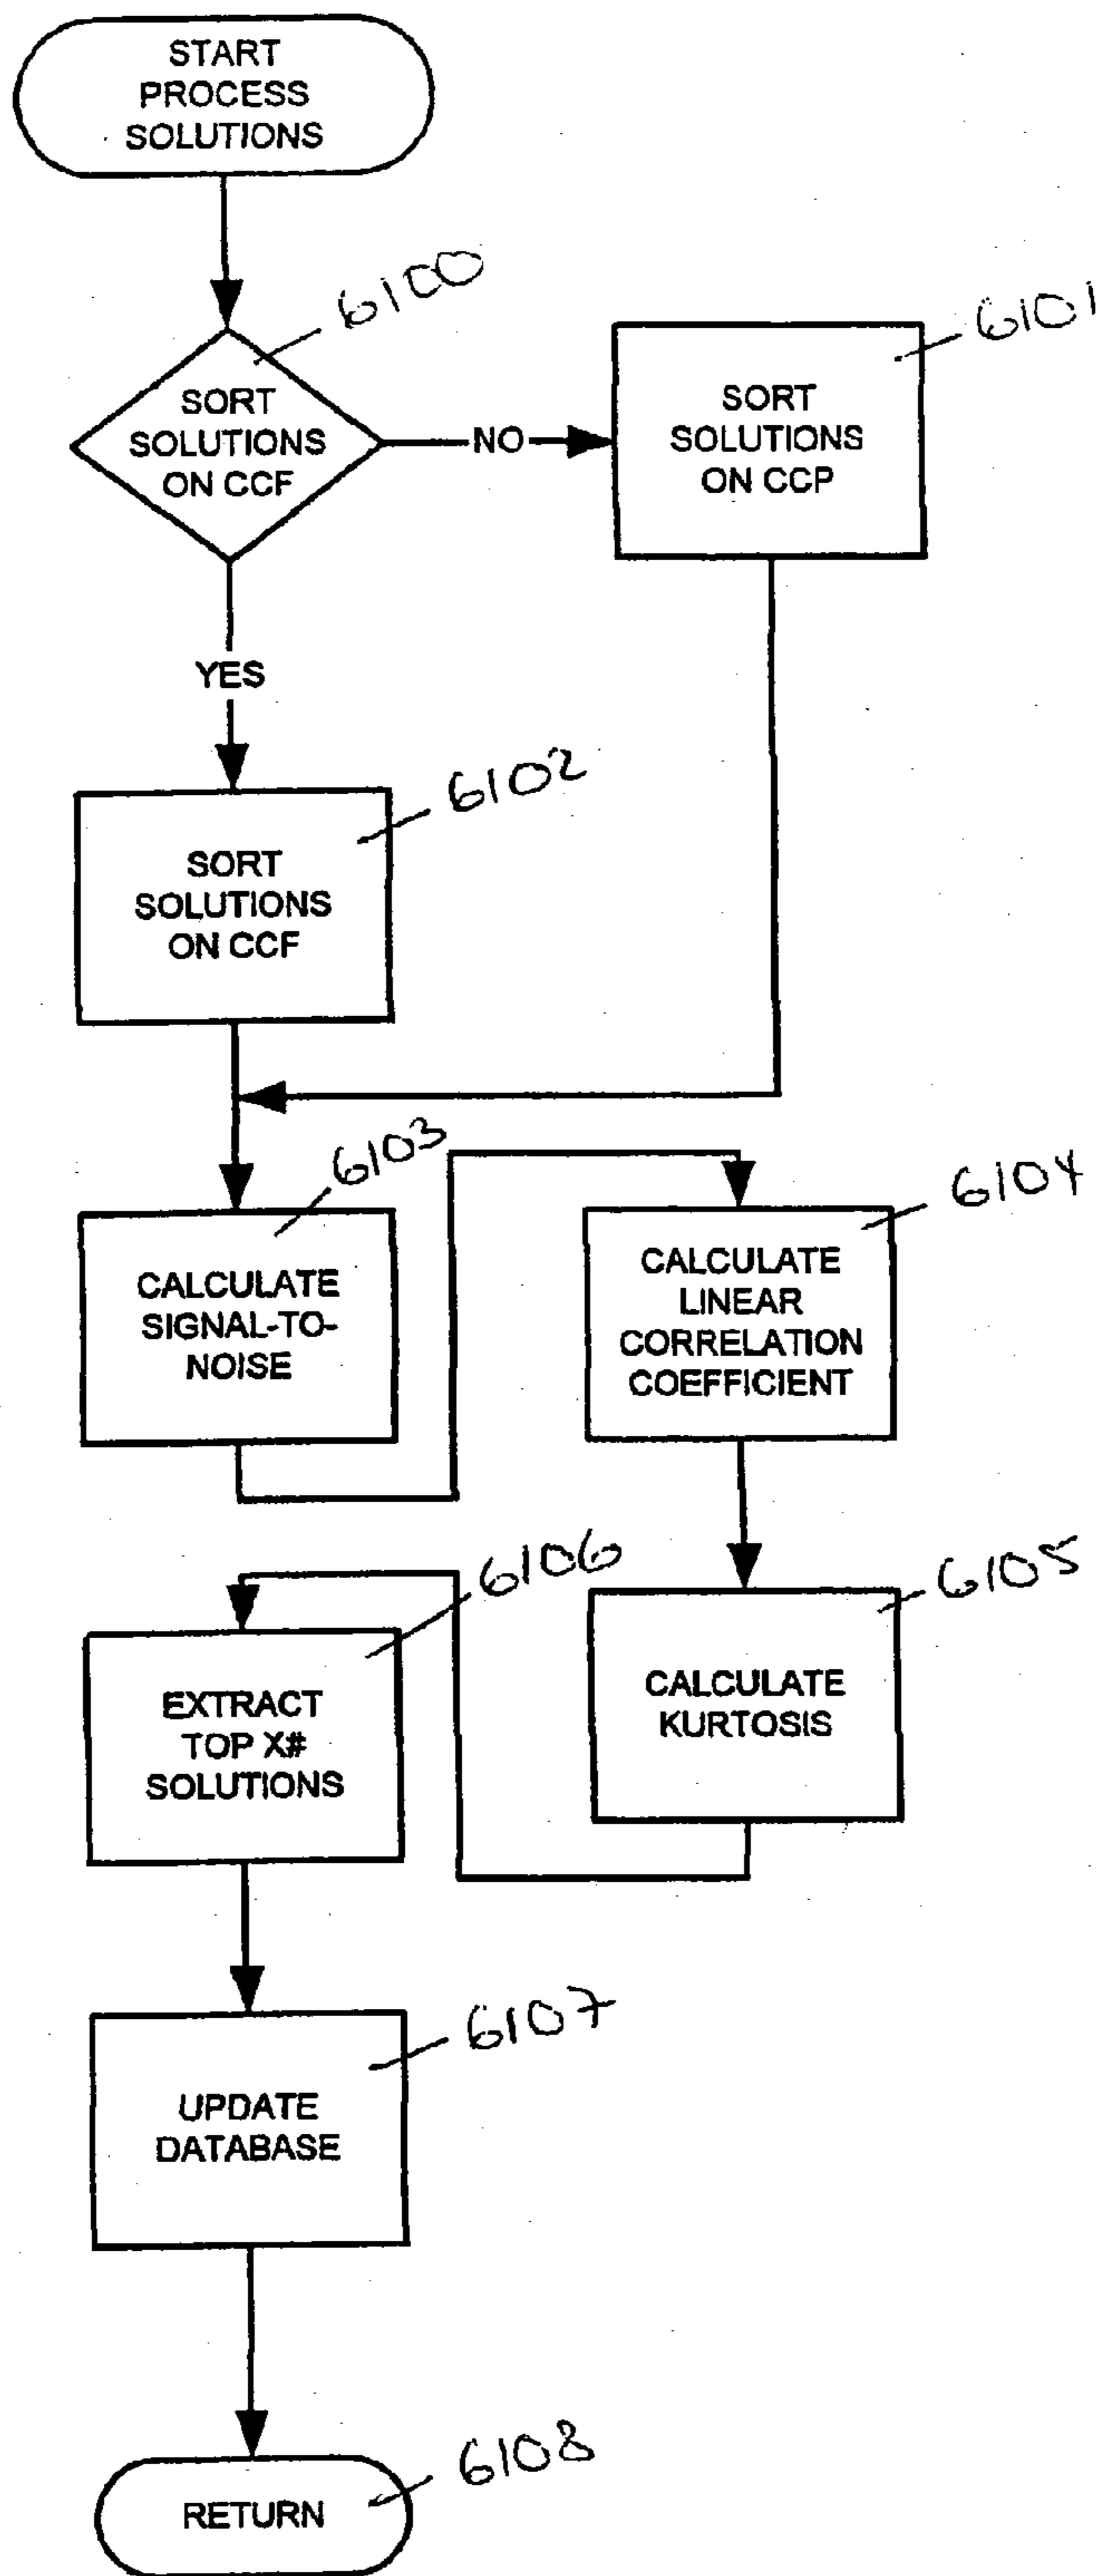 START
PROCESS
SOLUTIONS
6100
SORT
SOLUTIONS
ON CCF
NO
6101
SORT
SOLUTIONS
ON CCP
YES
6102
SORT
SOLUTIONS
ON CCF
6103
CALCULATE
SIGNAL-TO-
NOISE
6104
CALCULATE
LINEAR
CORRELATION
COEFFICIENT
6105
CALCULATE
KURTOSIS
6106
EXTRACT
TOP X#
SOLUTIONS
6107
UPDATE
DATABASE
6108
RETURN